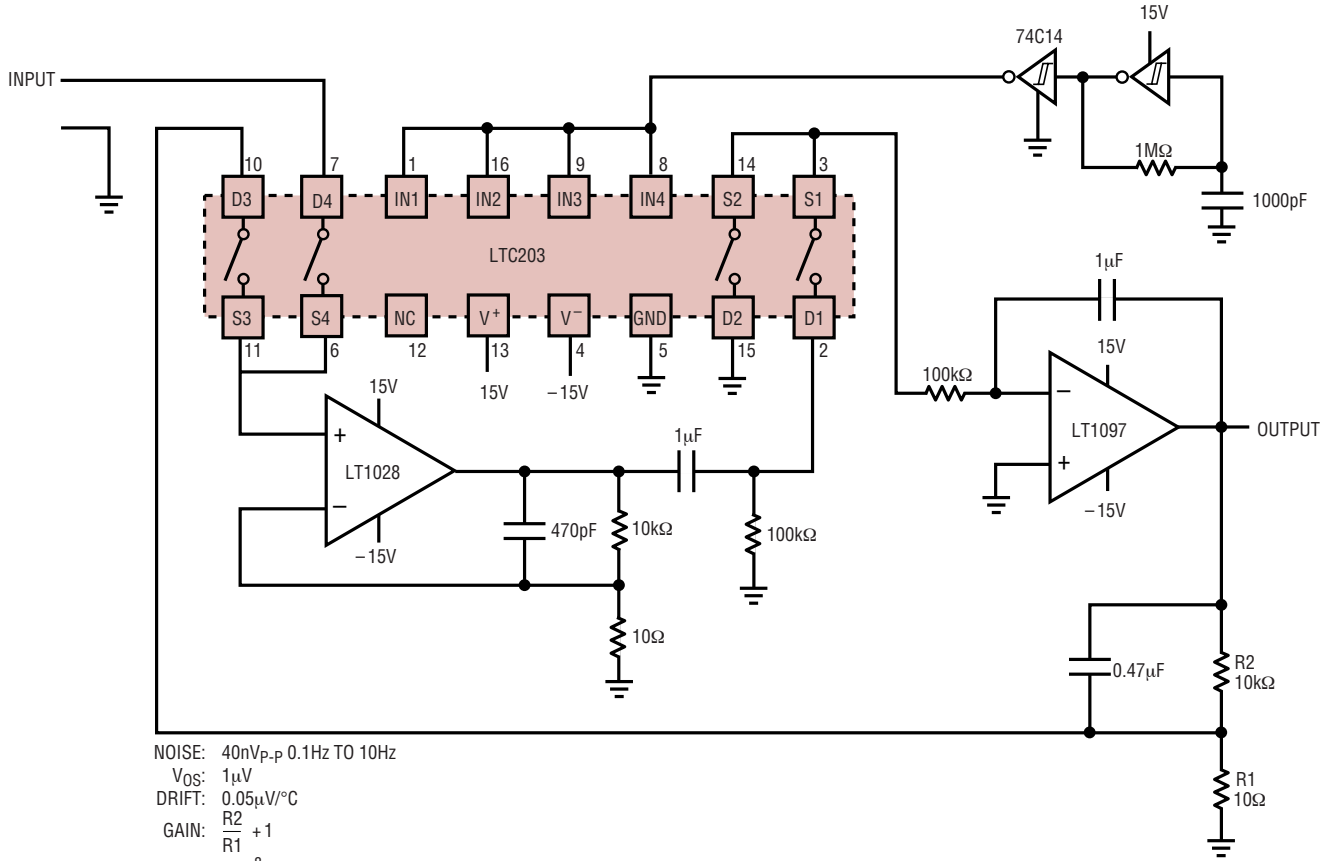 15V
74C14
INPUT
10
7
1
16
9
8
14
3
1MΩ
D3
D4
IN1
IN2
IN3
IN4
S2
S1
1000pF
LTC203
1µF
S3
S4
NC
V+
V−
GND
D2
D1
11
6
12
13
4
5
15
2
15V
−15V
15V
15V
100kΩ
−
+
LT1097
OUTPUT
−15V
+
LT1028
−
−15V
1µF
470pF
10kΩ
100kΩ
10Ω
0.47µF
R2
10kΩ
R1
10Ω
NOISE: 40nVP-P 0.1Hz TO 10Hz
VOS: 1µV
DRIFT: 0.05µV/°C
GAIN: R2
R1 +1